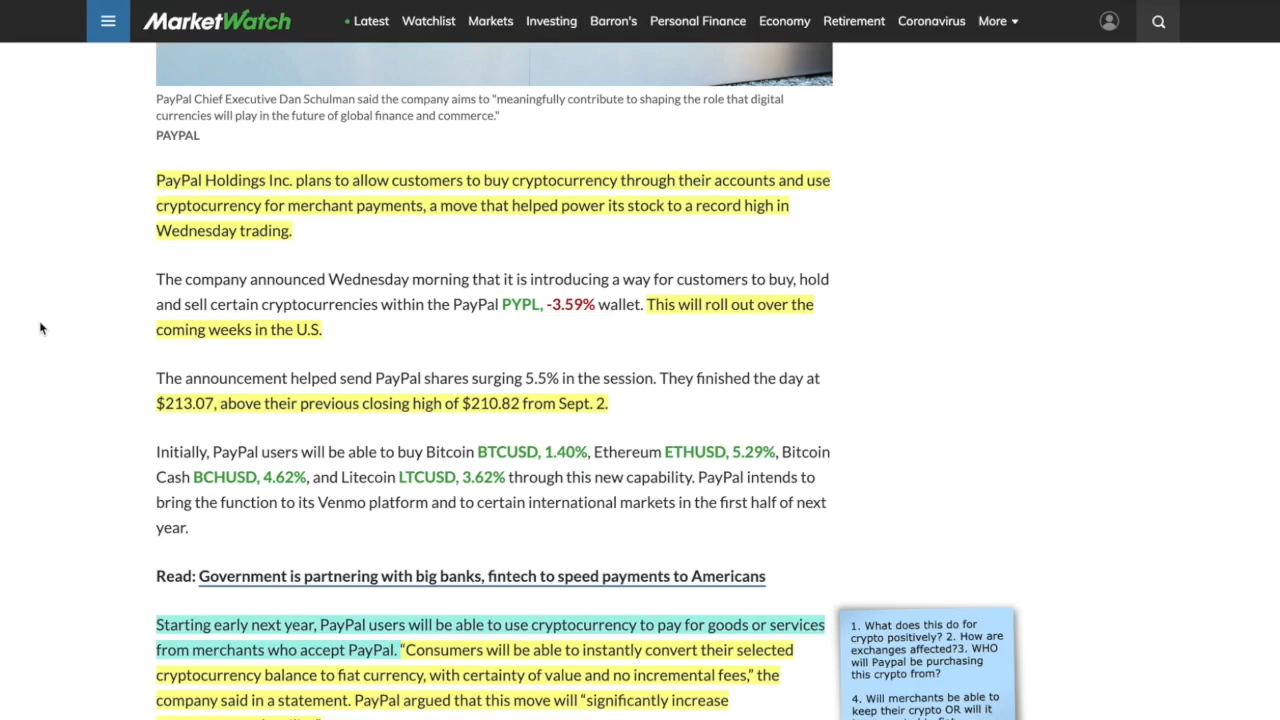 MarketWatch
Latest Watchlist Markets Investing Barron's Personal Finance Economy Retirement Coronavirus More
PayPal Chief Executive Dan Schulman said the company aims to "meaningfully contribute to shaping the role that digital
currencies will play in the future of global finance and commerce."
PAYPAL
PayPal Holdings Inc. plans to allow customers to buy cryptocurrency through their accounts and use
cryptocurrency for merchant payments, a move that helped power its stock to a record high in
Wednesday trading.
The company announced Wednesday morning that it is introducing a way for customers to buy, hold
and sell certain cryptocurrencies within the PayPal PYPL, -3.59% wallet. This will roll out over the
coming weeks in the U.S.
The announcement helped send PayPal shares surging 5.5% in the session. They finished the day at
$213.07, above their previous closing high of $210.82 from Sept. 2.
Initially, PayPal users will be able to buy Bitcoin BTCUSD, 1.40%, Ethereum ETHUSD, 5.29%, Bitcoin
Cash BCHUSD, 4.62%, and Litecoin LTCUSD, 3.62% through this new capability. PayPal intends to
bring the function to its Venmo platform and to certain international markets in the first half of next
year.
Read: Government is partnering with big banks, fintech to speed payments to Americans
Starting early next year, PayPal users will be able to use cryptocurrency to pay for goods or services
from merchants who accept PayPal. “Consumers will be able to instantly convert their selected
cryptocurrency balance to fiat currency, with certainty of value and no incremental fees,” the
company said in a statement. PayPal argued that this move will “significantly increase
1. What does this do for
crypto positively? 2. How are
exchanges affected?3. WHO
will Paypal be purchasing
this crypto from?
4. Will merchants be able to
keep their crypto OR will it